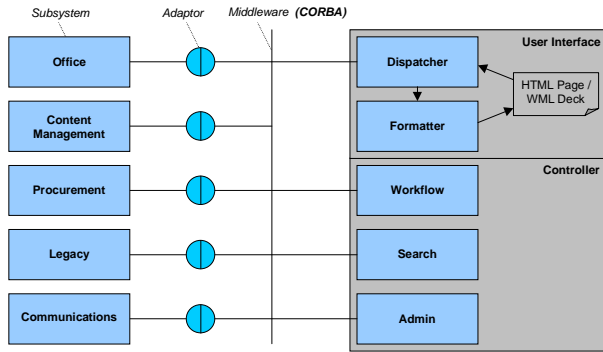 Subsystem
Adaptor
Middleware (CORBA)
User Interface
Office
Dispatcher
HTML Page /
WML Deck
Content
Management
Formatter
Controller
Procurement
Workflow
Legacy
Search
Communications
Admin